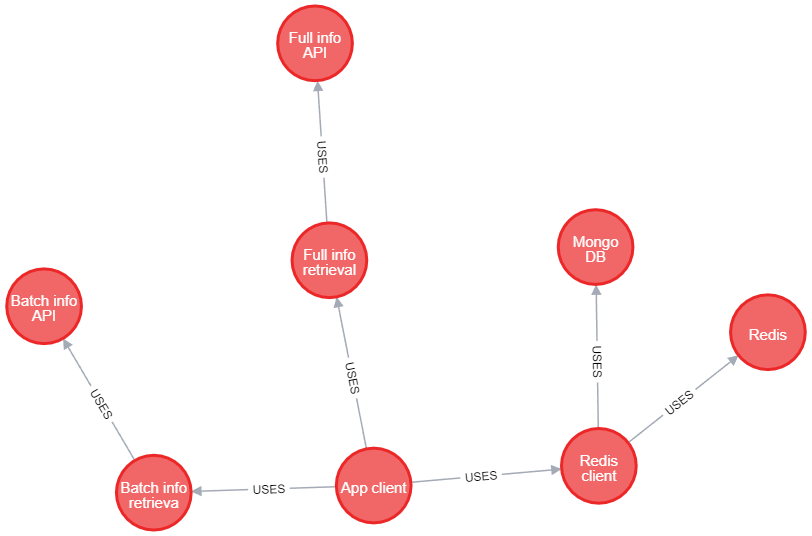 Full info
API
USES
Full info
retrieval
Mongo
DB
Batch info
API
Redis
USES
USES
USES
USES
Batch info
retrieva
USES
App client
USES
Redis
client